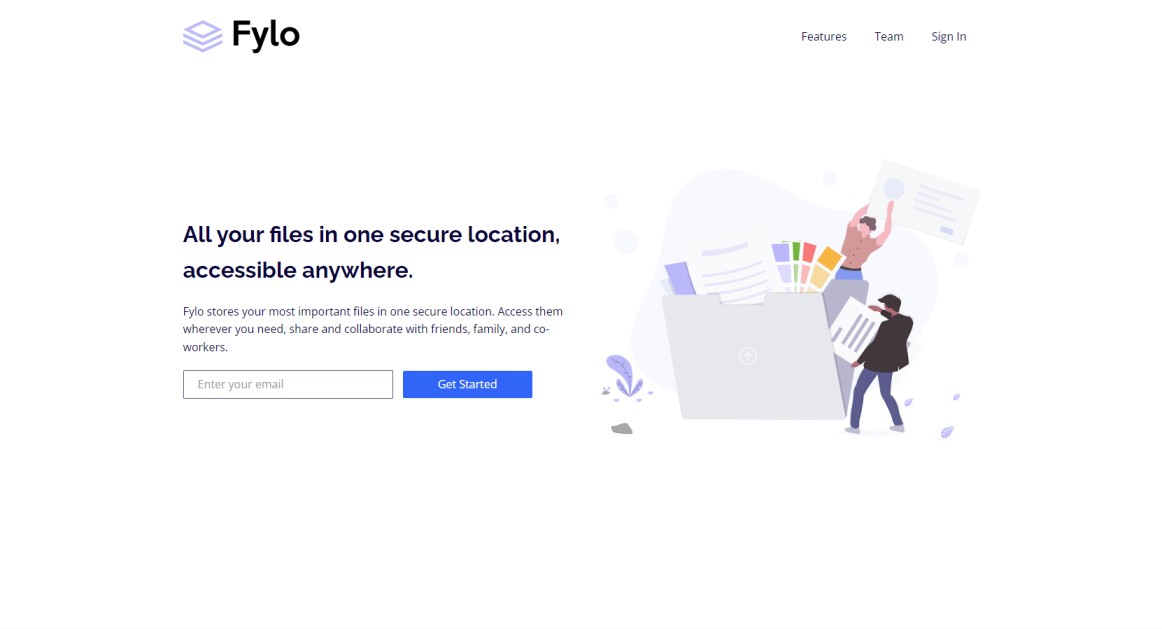 Fylo
Features
Team
Sign In
All your files in one secure location,
accessible anywhere.
Fylo stores your most important files in one secure location. Access them
wherever you need, share and collaborate with friends, family, and co-
workers.
Enter your email
Get Started